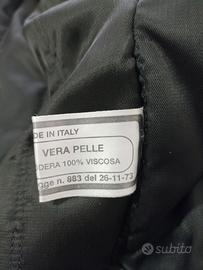 DE IN ITALY
VERA PELLE
ODERA 100% VISCOSA
gge n. 883 del 26-11-73
subito